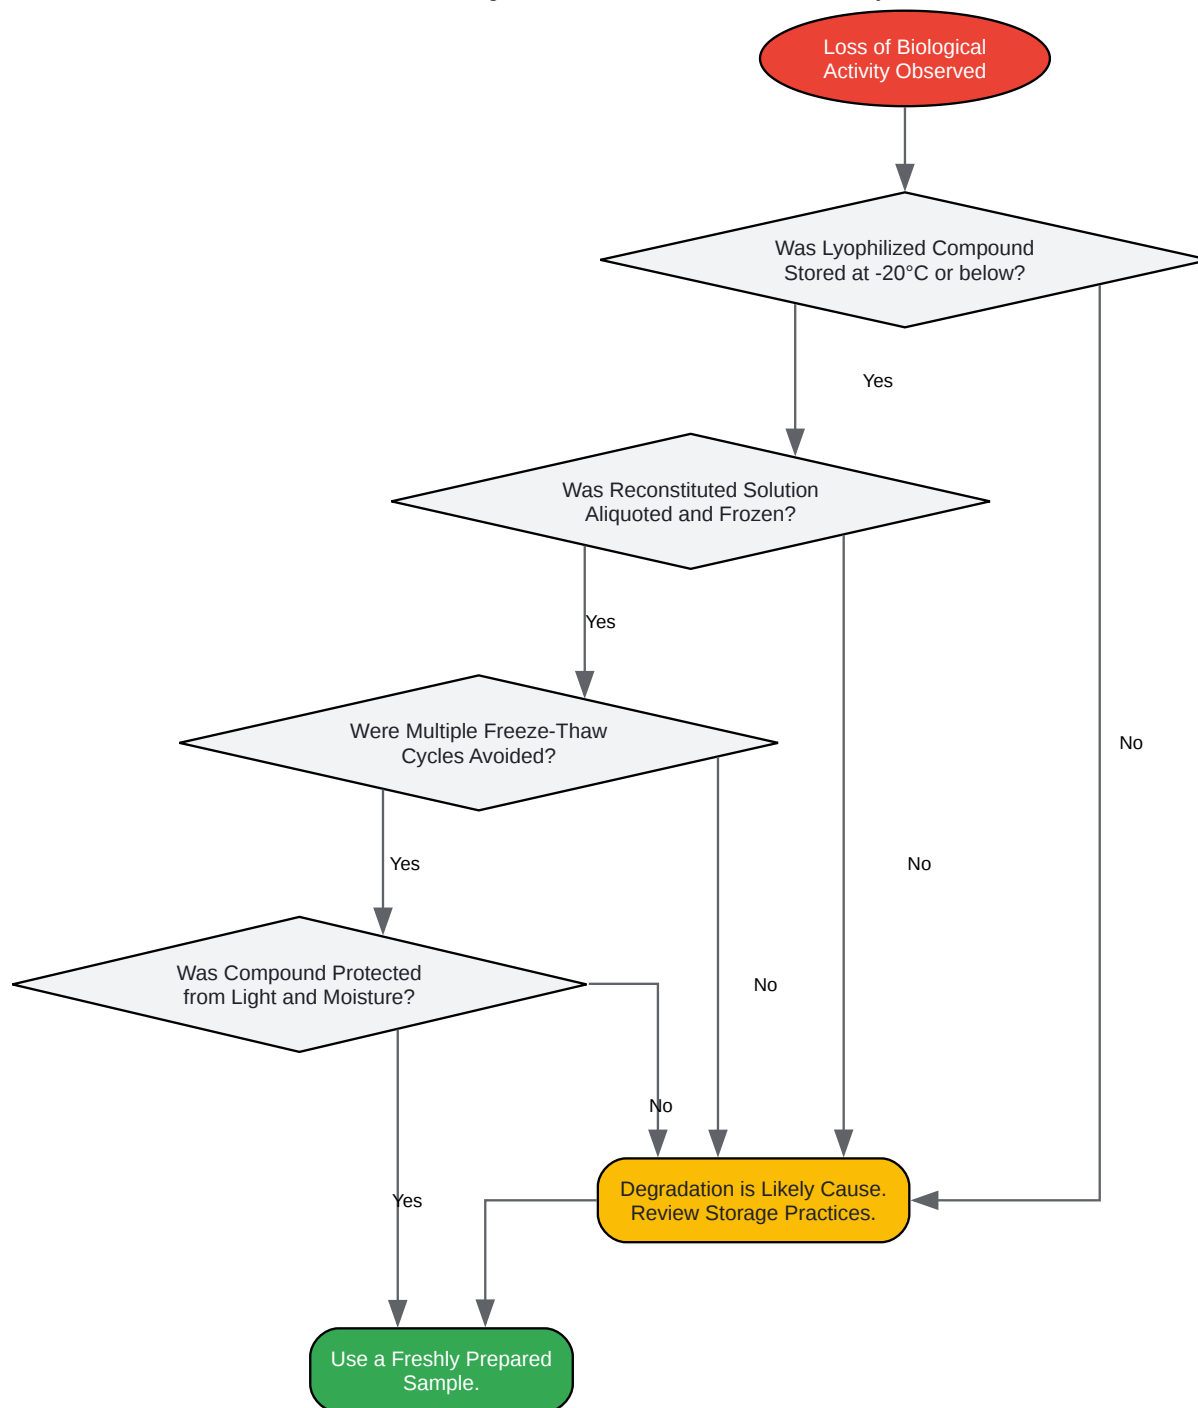 Loss of Biological
Activity Observed
Was Lyophilized Compound
Stored at -20°C or below?
Yes
Was Reconstituted Solution
Aliquoted and Frozen?
Yes
Were Multiple Freeze-Thaw
Cycles Avoided?
No
Yes
No
Was Compound Protected
from Light and Moisture?
No
No
Degradation is Likely Cause.
Review Storage Practices.
Yes
Use a Freshly Prepared
Sample.